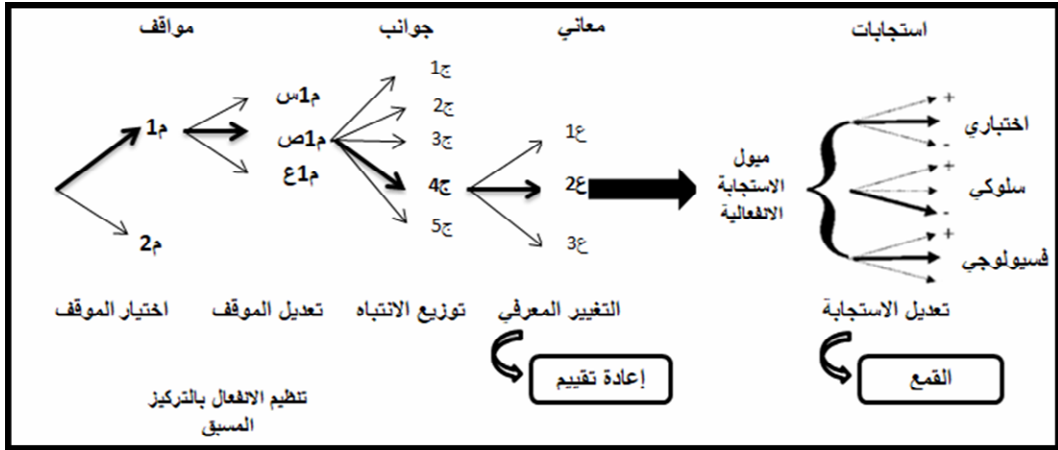 مواقف
جوانب
معاني
استجابات
م1
م2
م1س
م1ص
م1ع
ج1
ج2
ج3
ج4
ج5
ع1
ع2
ع3
ميول
الاستجابة
الانفعالية
+
-
+
-
+
اختباري
سلوكي
فسيولوجي
اختيار الموقف
تعديل الموقف
توزيع الانتباه
التغيير المعرفي
تعديل الاستجابة
إعادة تقييم
القمع
تنظيم الانفعال بالتركيز
المسبق